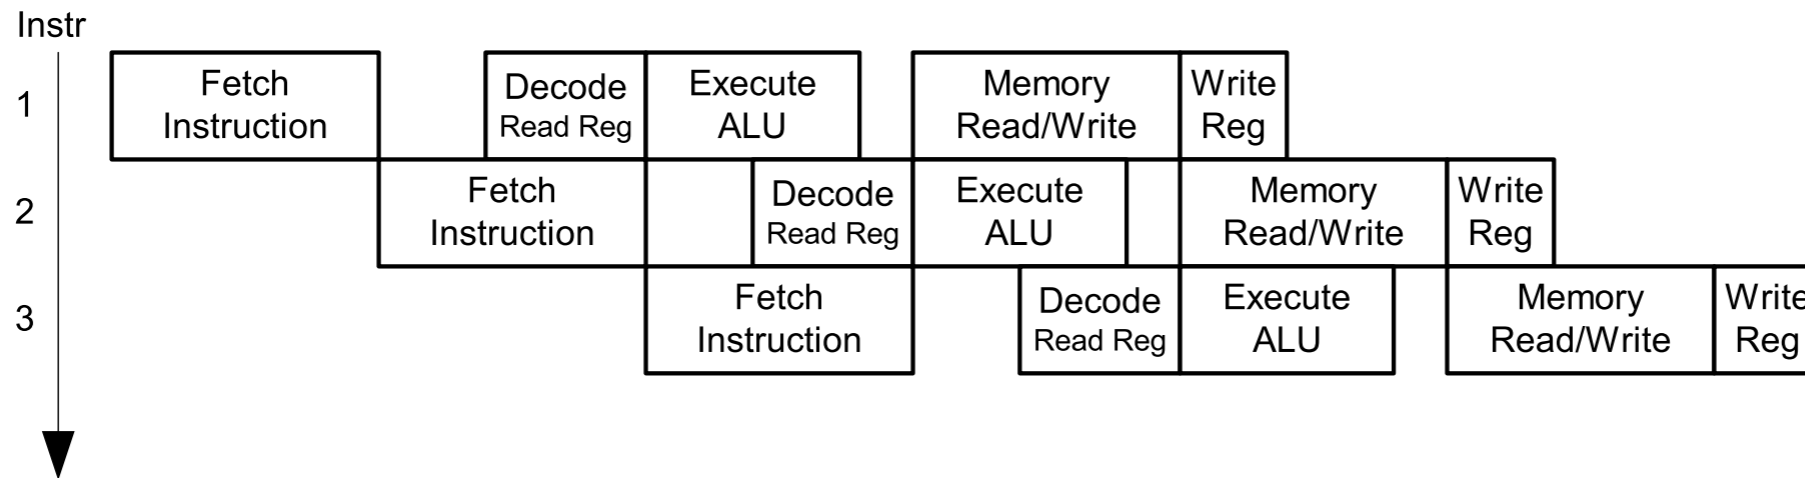 Instr
1
Fetch
Instruction
Decode
Read Reg
Execute
ALU
Memory
Read/Write
Write
Reg
2
Fetch
Instruction
Decode
Read Reg
Execute
ALU
Memory
Read/Write
Write
Reg
3
Fetch
Instruction
Decode
Read Reg
Execute
ALU
Memory
Read/Write
Write
Reg